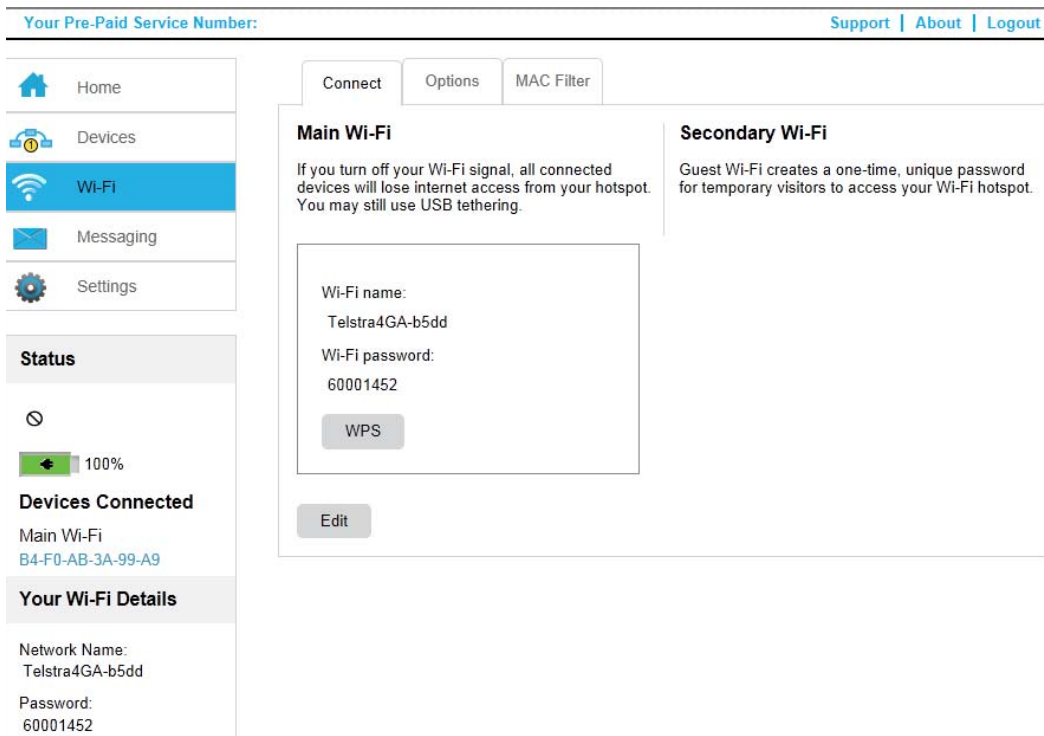 Your Pre-Paid Service Number:
Support | About | Logout
Home
Devices
1
Wi-Fi
Messaging
Settings
Status
100%
Devices Connected
Main Wi-Fi
B4-F0-AB-3A-99-A9
Your Wi-Fi Details
Network Name:
Telstra4GA-b5dd
Password:
60001452
Connect
Options
MAC Filter
Main Wi-Fi
If you turn off your Wi-Fi signal, all connected
devices will lose internet access from your hotspot.
You may still use USB tethering.
Wi-Fi name:
Telstra4GA-b5dd
Wi-Fi password:
60001452
WPS
Edit
Secondary Wi-Fi
Guest Wi-Fi creates a one-time, unique password
for temporary visitors to access your Wi-Fi hotspot.